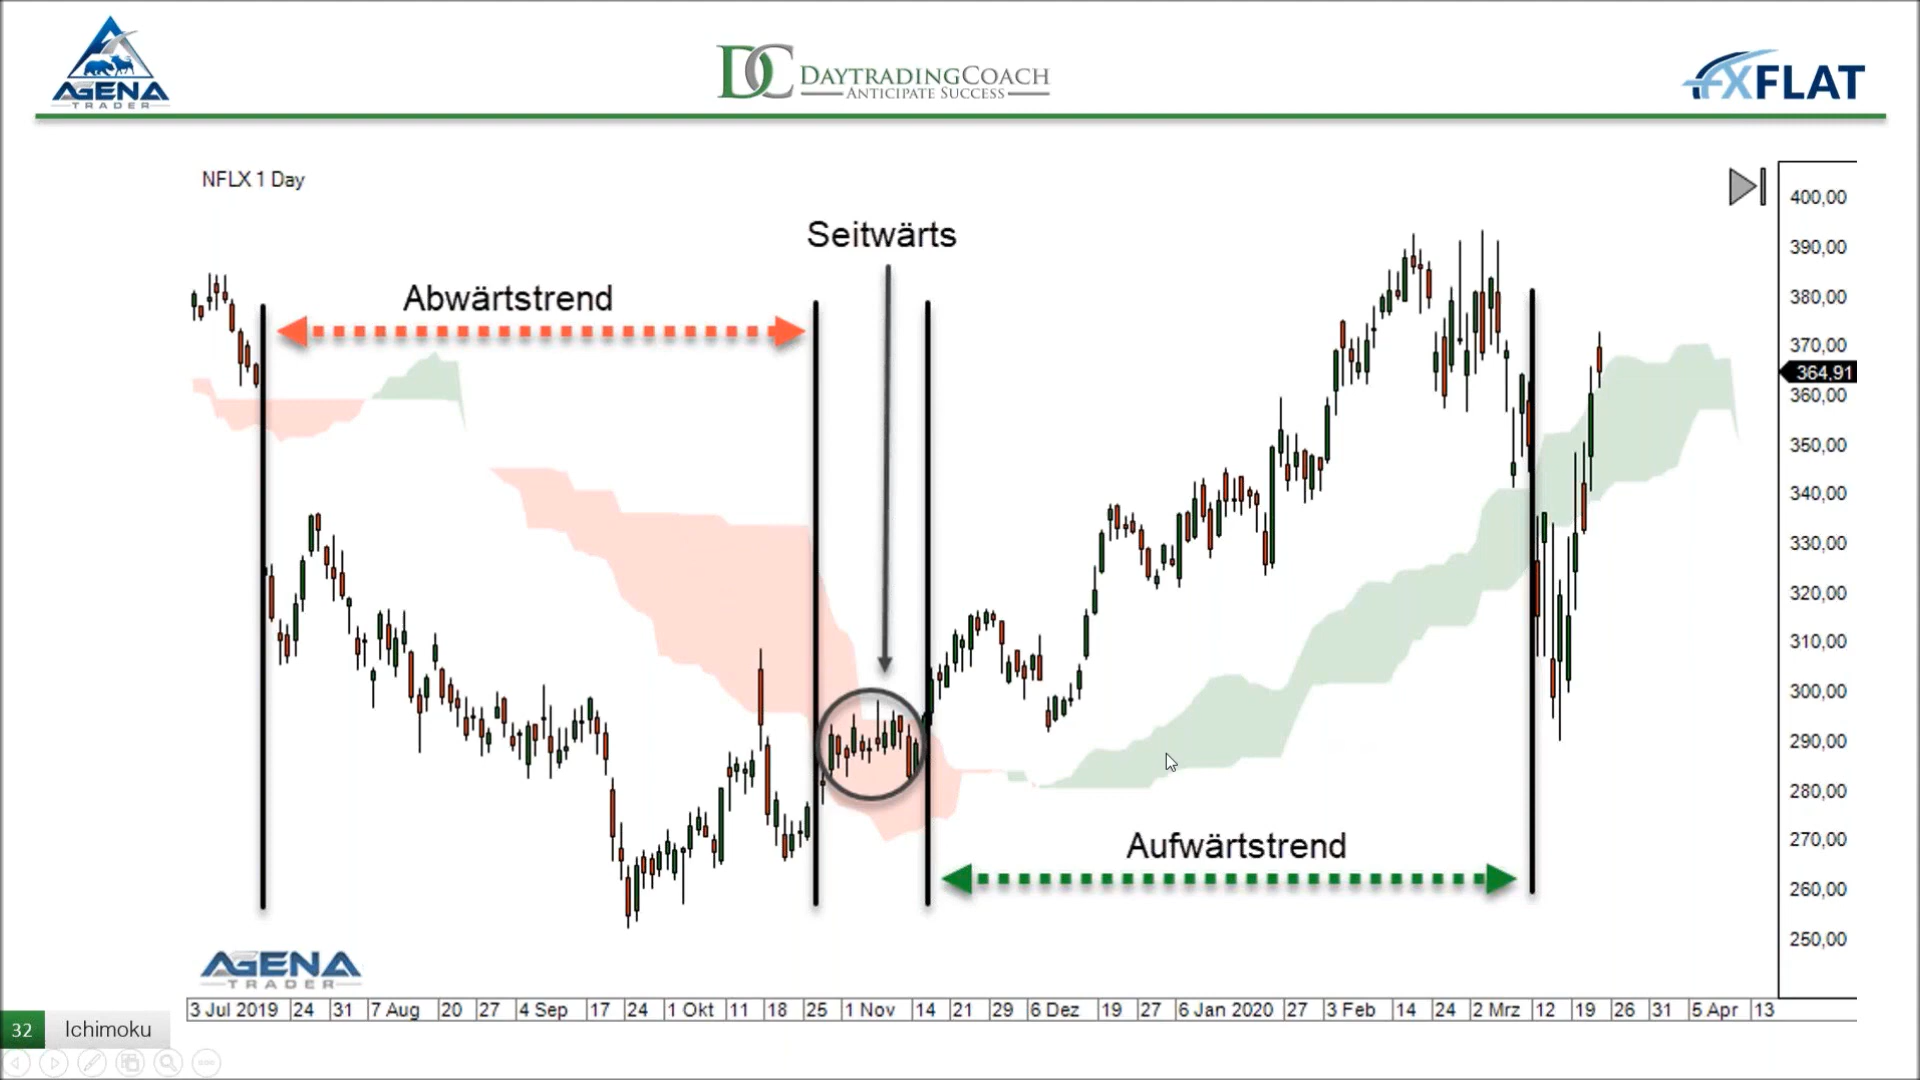 AGENA
TRADER
DC DAYTRADINGCOACH
ANTICIPATE SUCCESS
FXFLAT
NFLX 1 Day
Seitwärts
Abwärtstrend
Aufwärtstrend
400,00
390,00
380,00
370,00
364,91
360,00
350,00
340,00
330,00
320,00
310,00
300,00
290,00
280,00
270,00
260,00
250,00
AGENA
TRADER
3 Jul 2019 24 31 7 Aug 20 27 4 Sep 17 24 1 Okt 11 18 25 1 Nov 14 21 29 6 Dez 19 27 6 Jan 2020 27 3 Feb 14 24 2 Mrz 12 19 26 31 5 Apr 13
32 Ichimoku